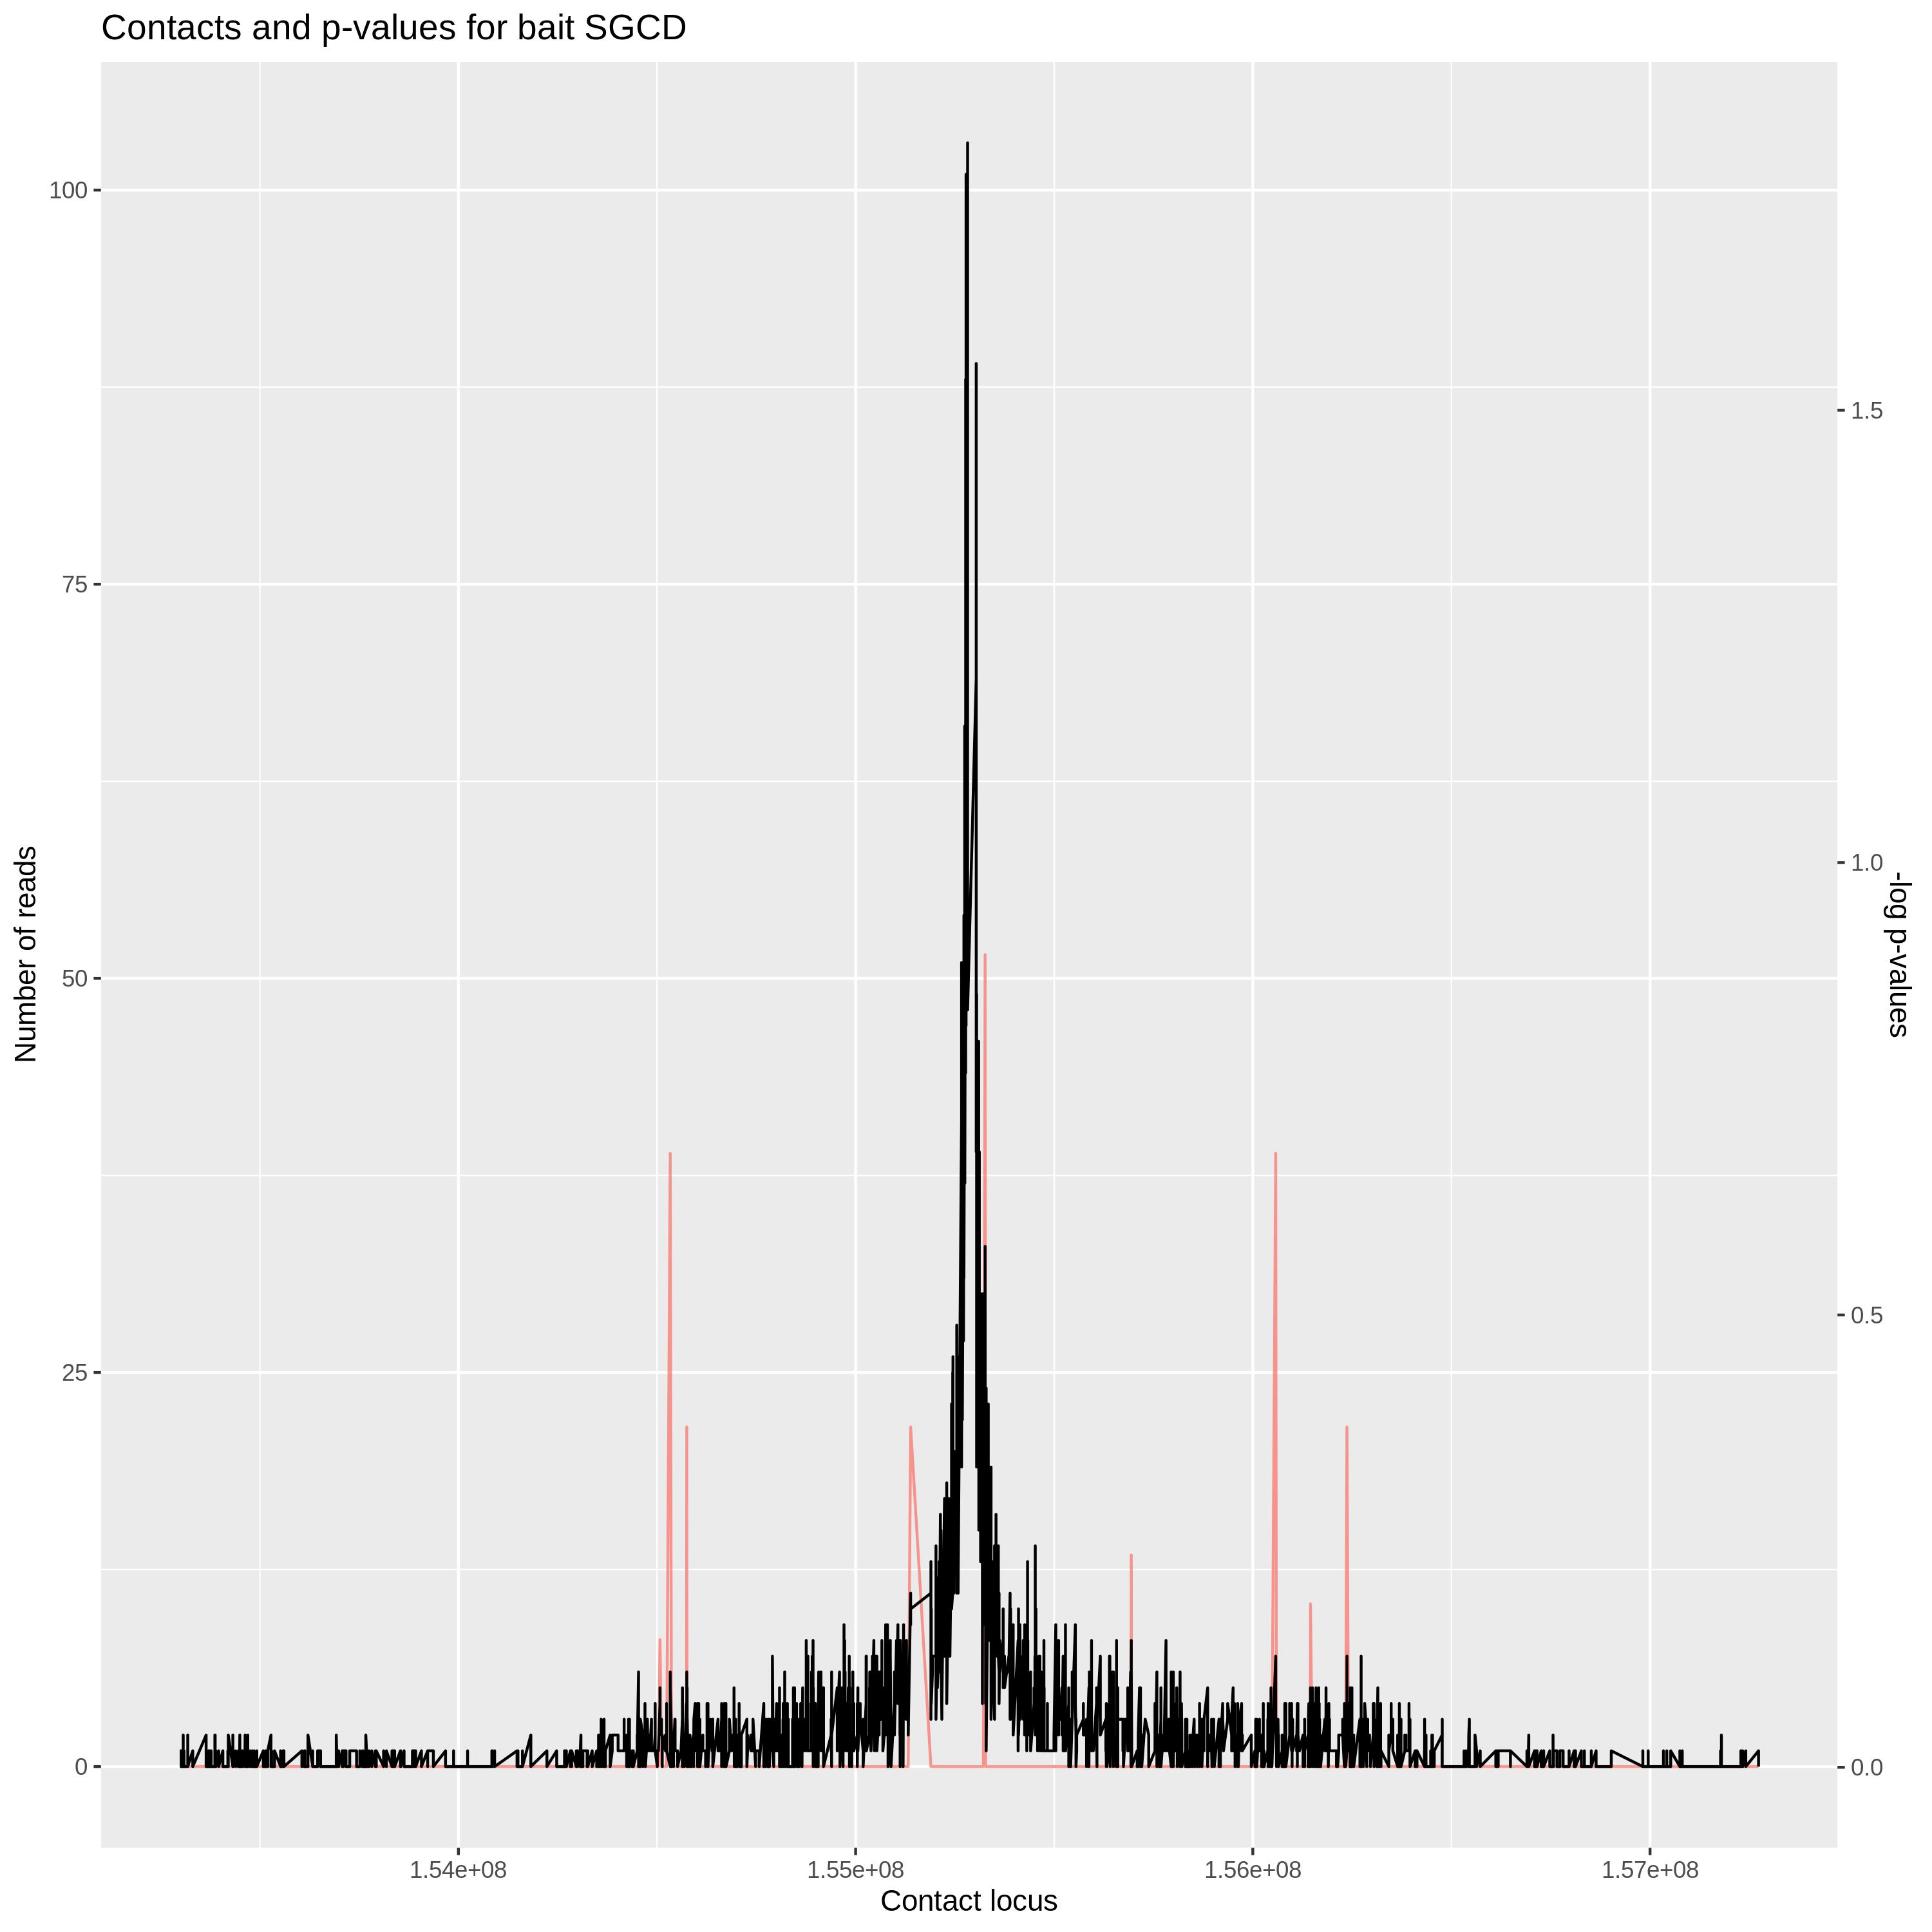 Contacts and p-values for bait SGCD
100
75
50
25
0
Number of reads
1.5
1.0
0.5
0.0
-log p-values
1.54e+08 1.55e+08 1.56e+08 1.57e+08
Contact locus